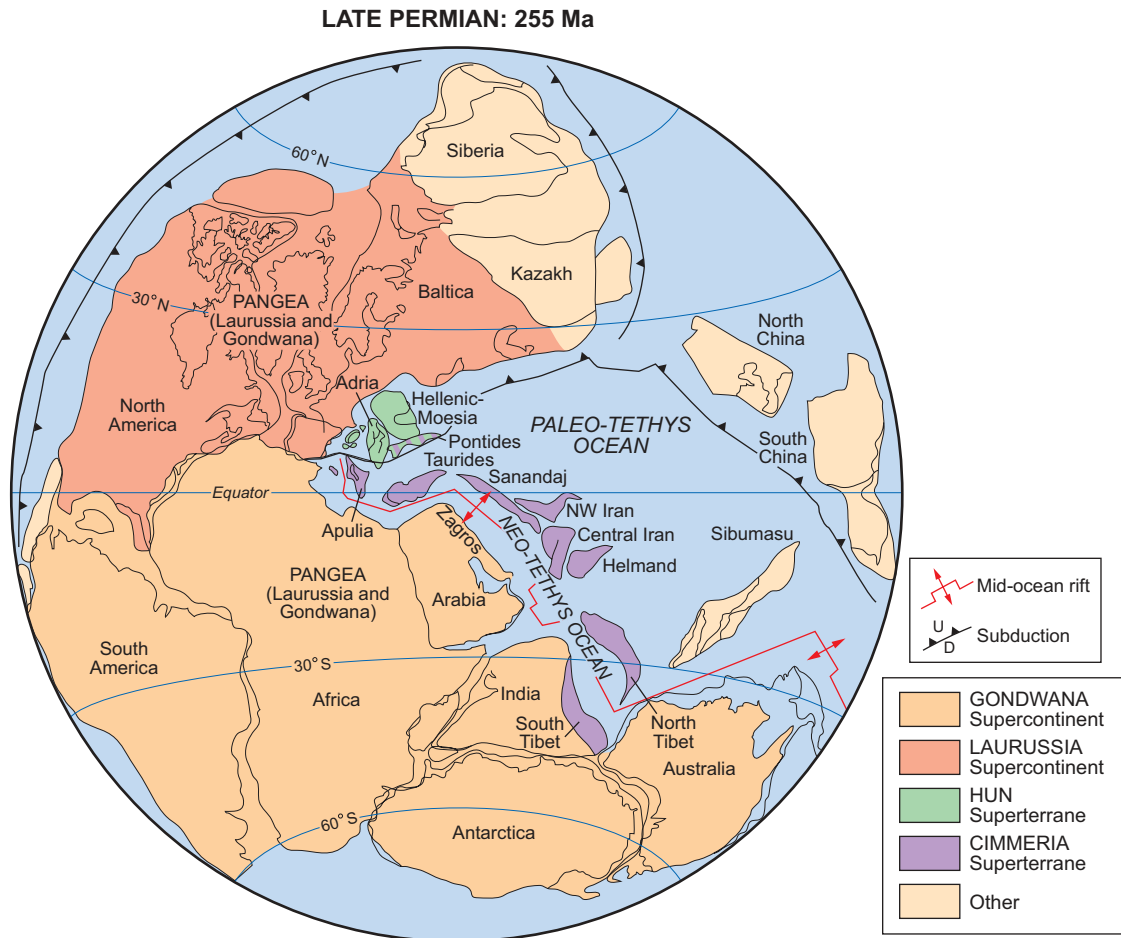 LATE PERMIAN: 255 Ma
60°N
Siberia
Kazakh
Baltica
30°N
PANGEA
(Laurussia and
Gondwana)
North
America
Adria
Hellenic-
Moesia
Pontides
Taurides
PALEO-TETHYS
OCEAN
North
China
South
China
Sanandaj
NW Iran
Central Iran
Helmand
Sibumasu
Equator
Apulia
Zagros
NEO-TETHYS OCEAN
PANGEA
(Laurussia and
Gondwana)
Arabia
South
America
30°S
Africa
India
South
Tibet
North
Tibet
Australia
60°S
Antarctica
Mid-ocean rift
U
D
Subduction
GONDWANA
Supercontinent
LAURUSSIA
Supercontinent
HUN
Superterrane
CIMMERIA
Superterrane
Other